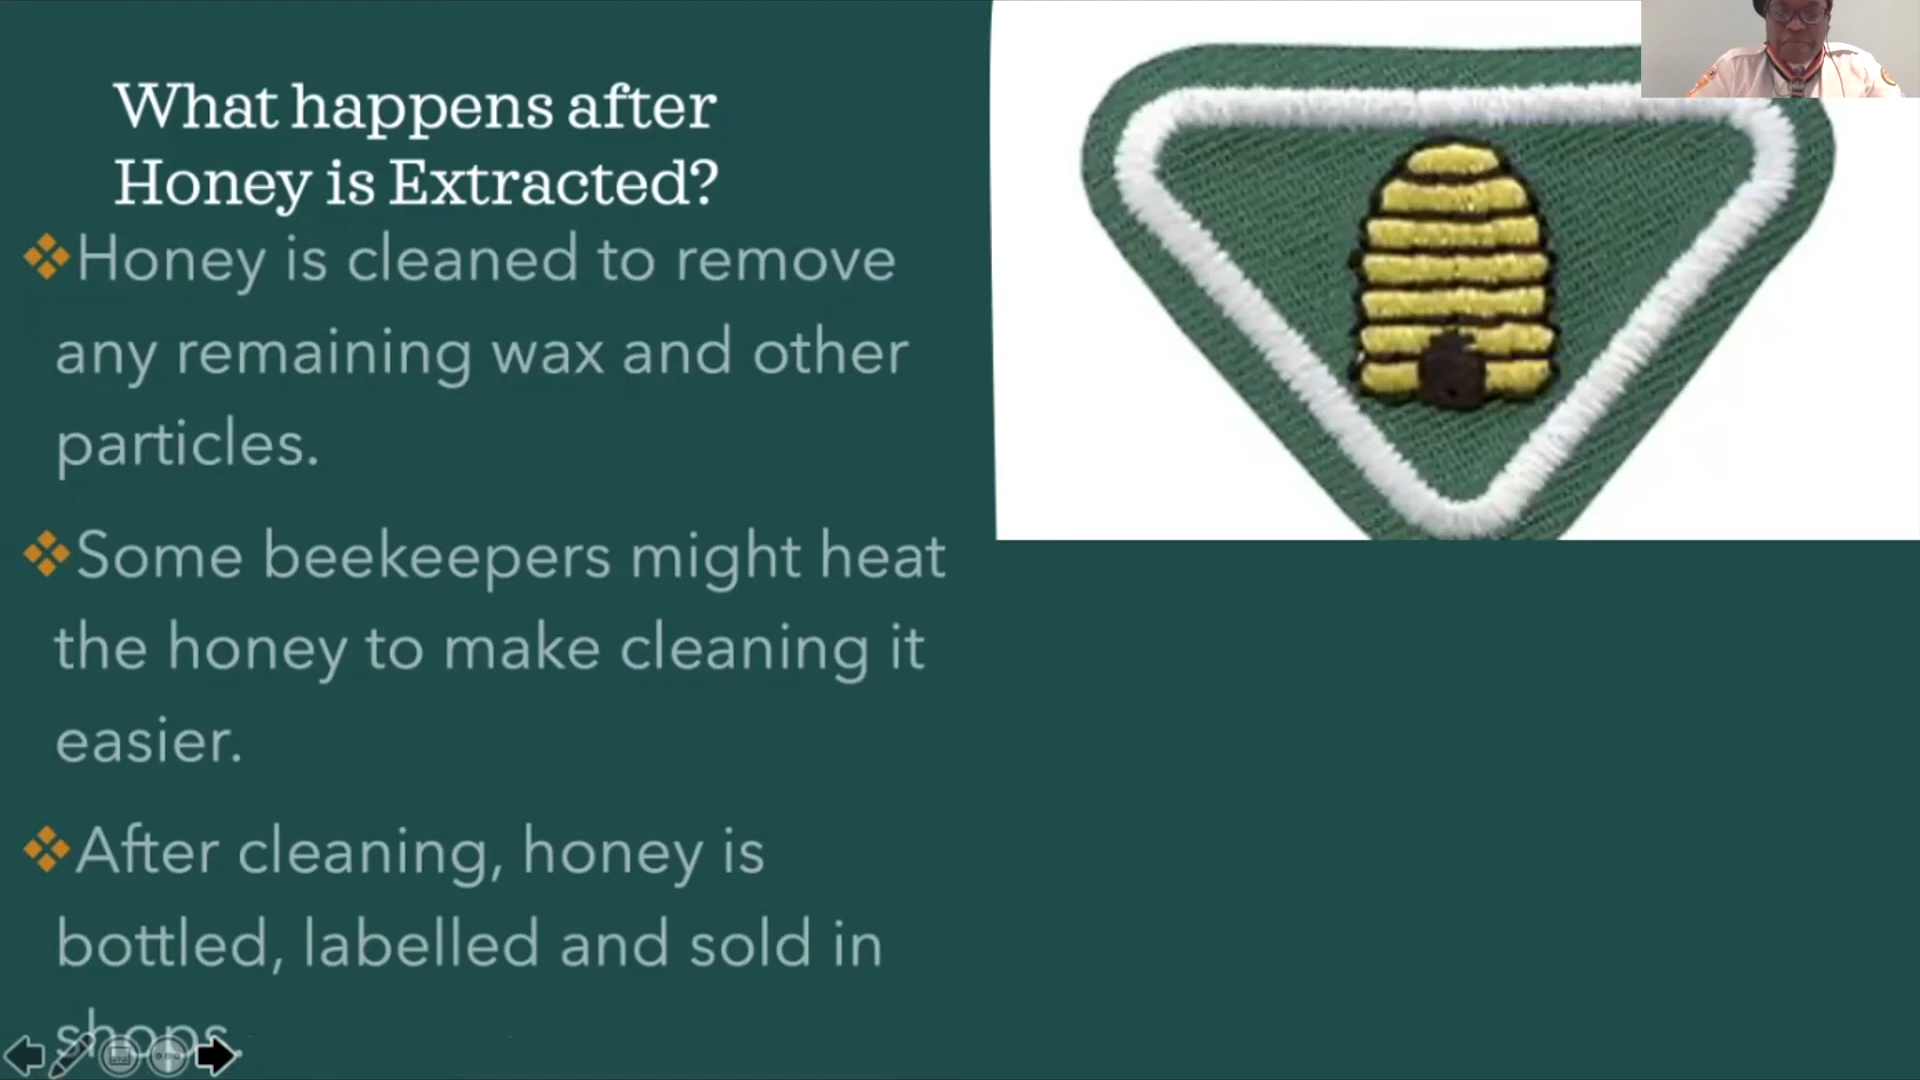 What happens after
Honey is Extracted?
Honey is cleaned to remove
any remaining wax and other
particles.
Some beekeepers might heat
the honey to make cleaning it
easier.
After cleaning, honey is
bottled, labelled and sold in
shops.